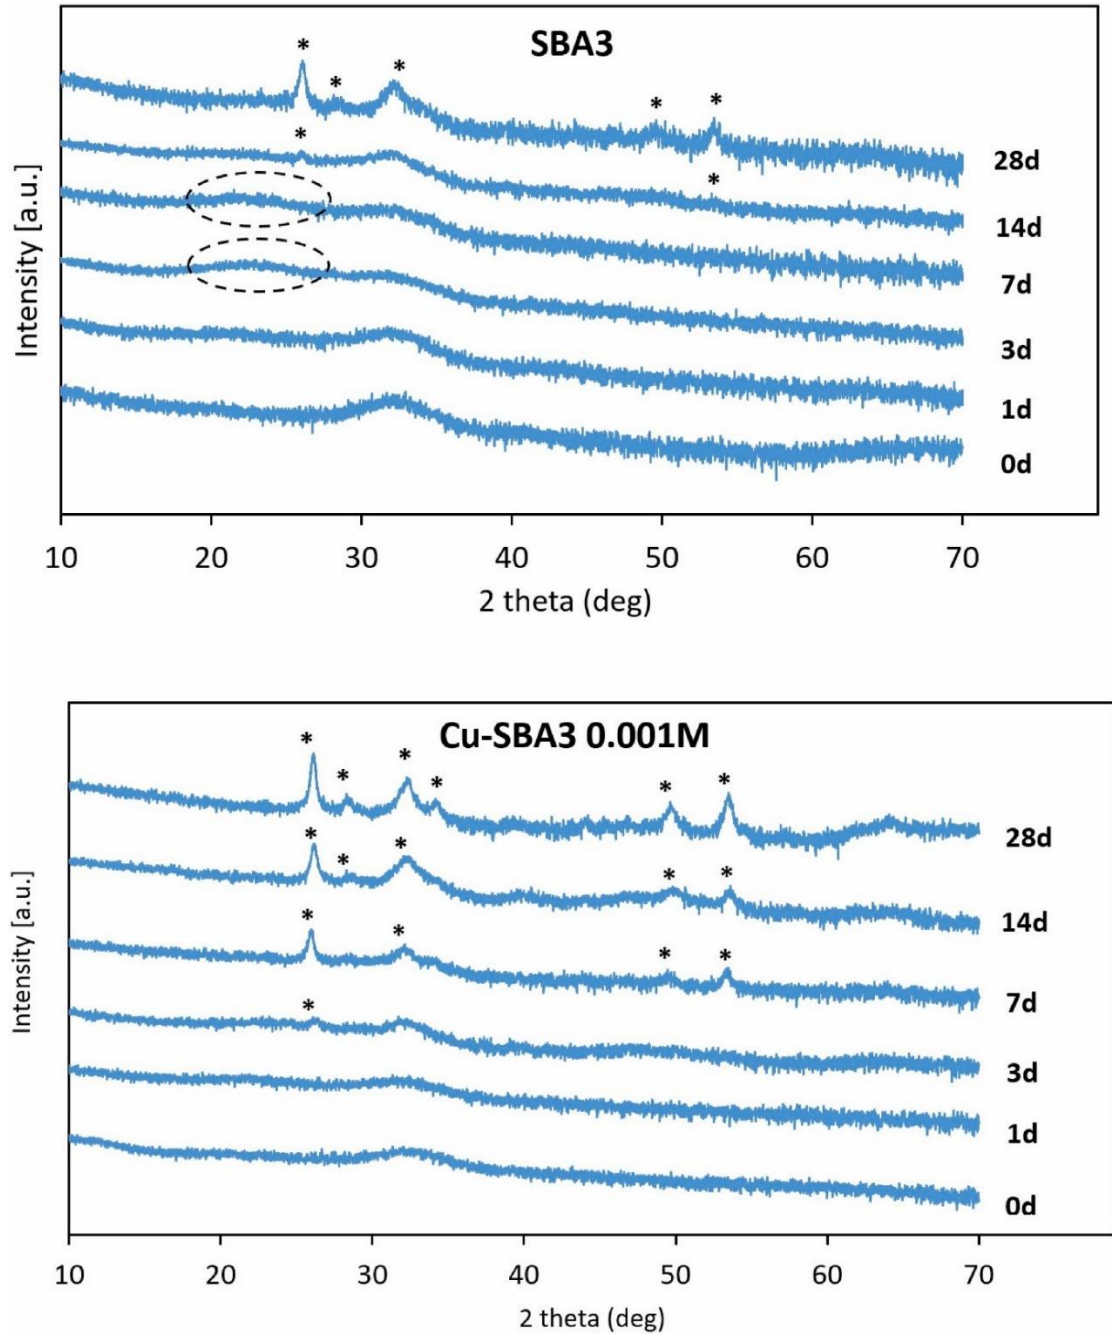 SBA3
* * * * *
28d
* *
14d
7d
3d
1d
0d
Intensity [a.u.]
10 20 30 40 50 60 70
2 theta (deg)
Cu-SBA3 0.001M
* * * * * *
28d
* * * * *
14d
* * * *
7d
*
3d
1d
0d
Intensity [a.u.]
10 20 30 40 50 60 70
2 theta (deg)